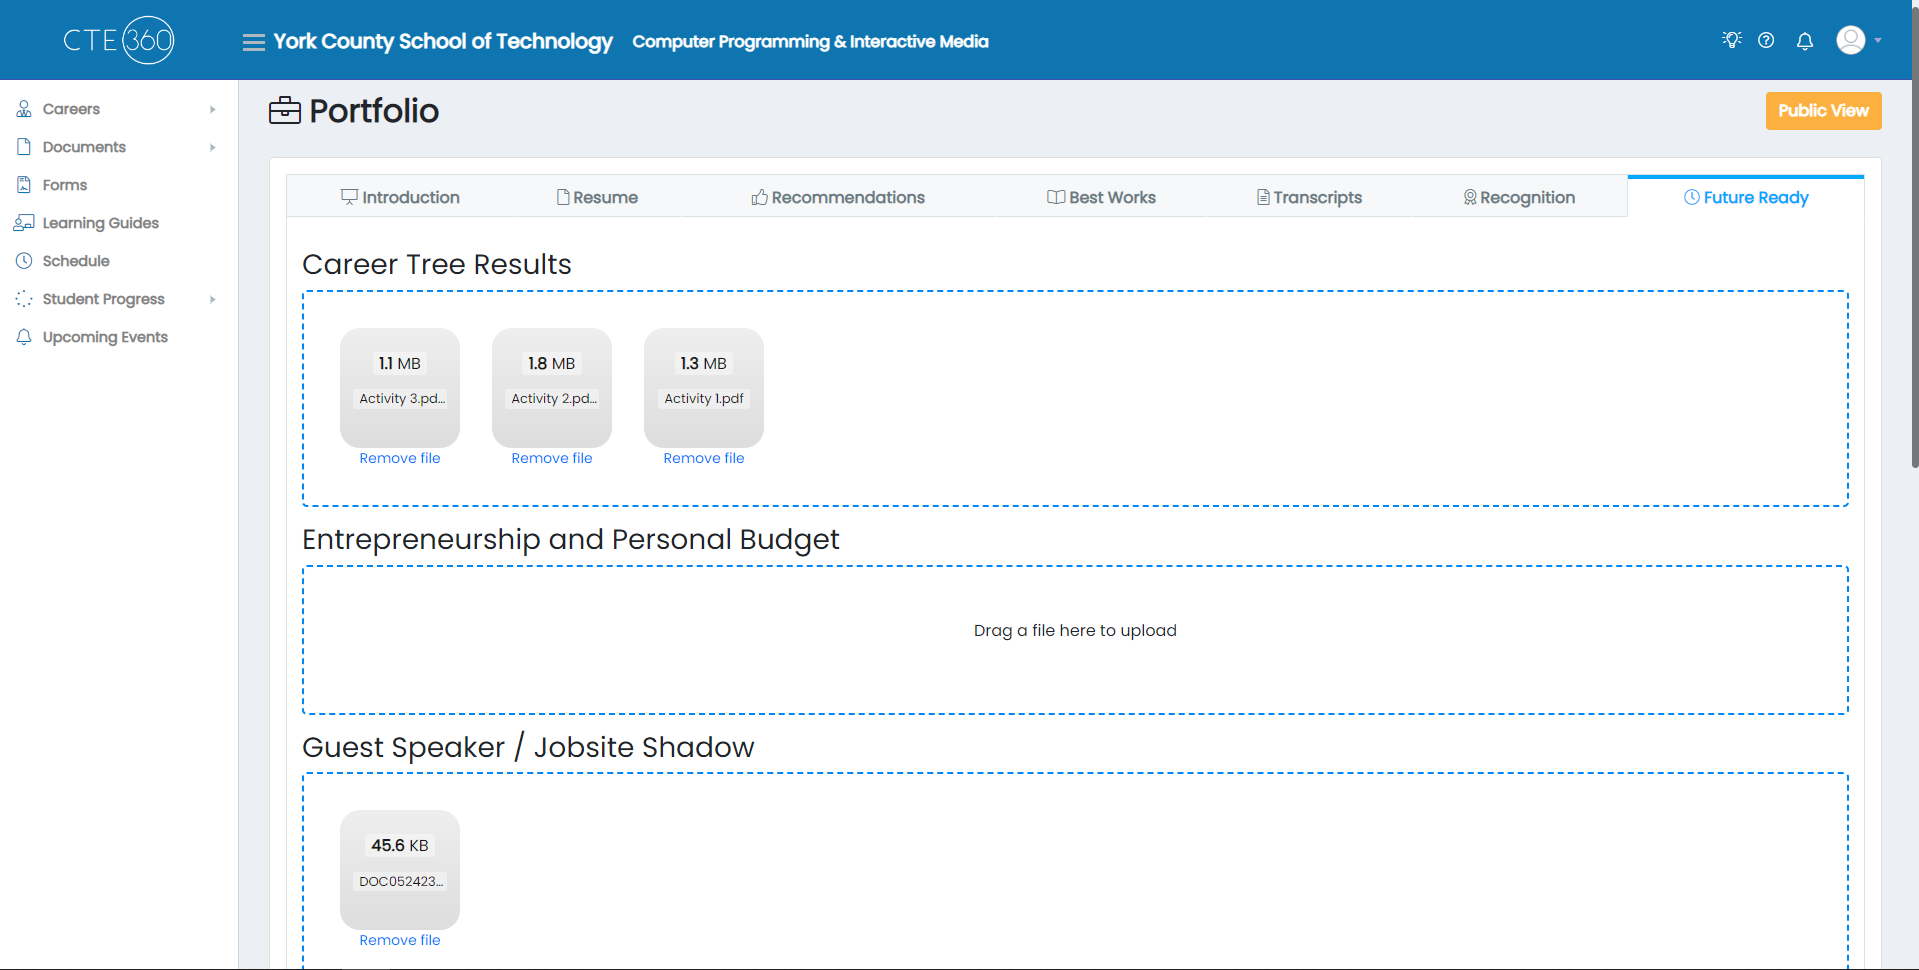 CTE 360
York County School of Technology Computer Programming & Interactive Media
Careers
Documents
Forms
Learning Guides
Schedule
Student Progress
Upcoming Events
Portfolio
Public View
Introduction Resume Recommendations Best Works Transcripts Recognition Future Ready
Career Tree Results
1.1 MB 1.8 MB 1.3 MB
Activity 3.pd... Activity 2.pd... Activity 1.pdf
Remove file Remove file Remove file
Entrepreneurship and Personal Budget
Drag a file here to upload
Guest Speaker / Jobsite Shadow
45.6 KB
DOC052423...
Remove file